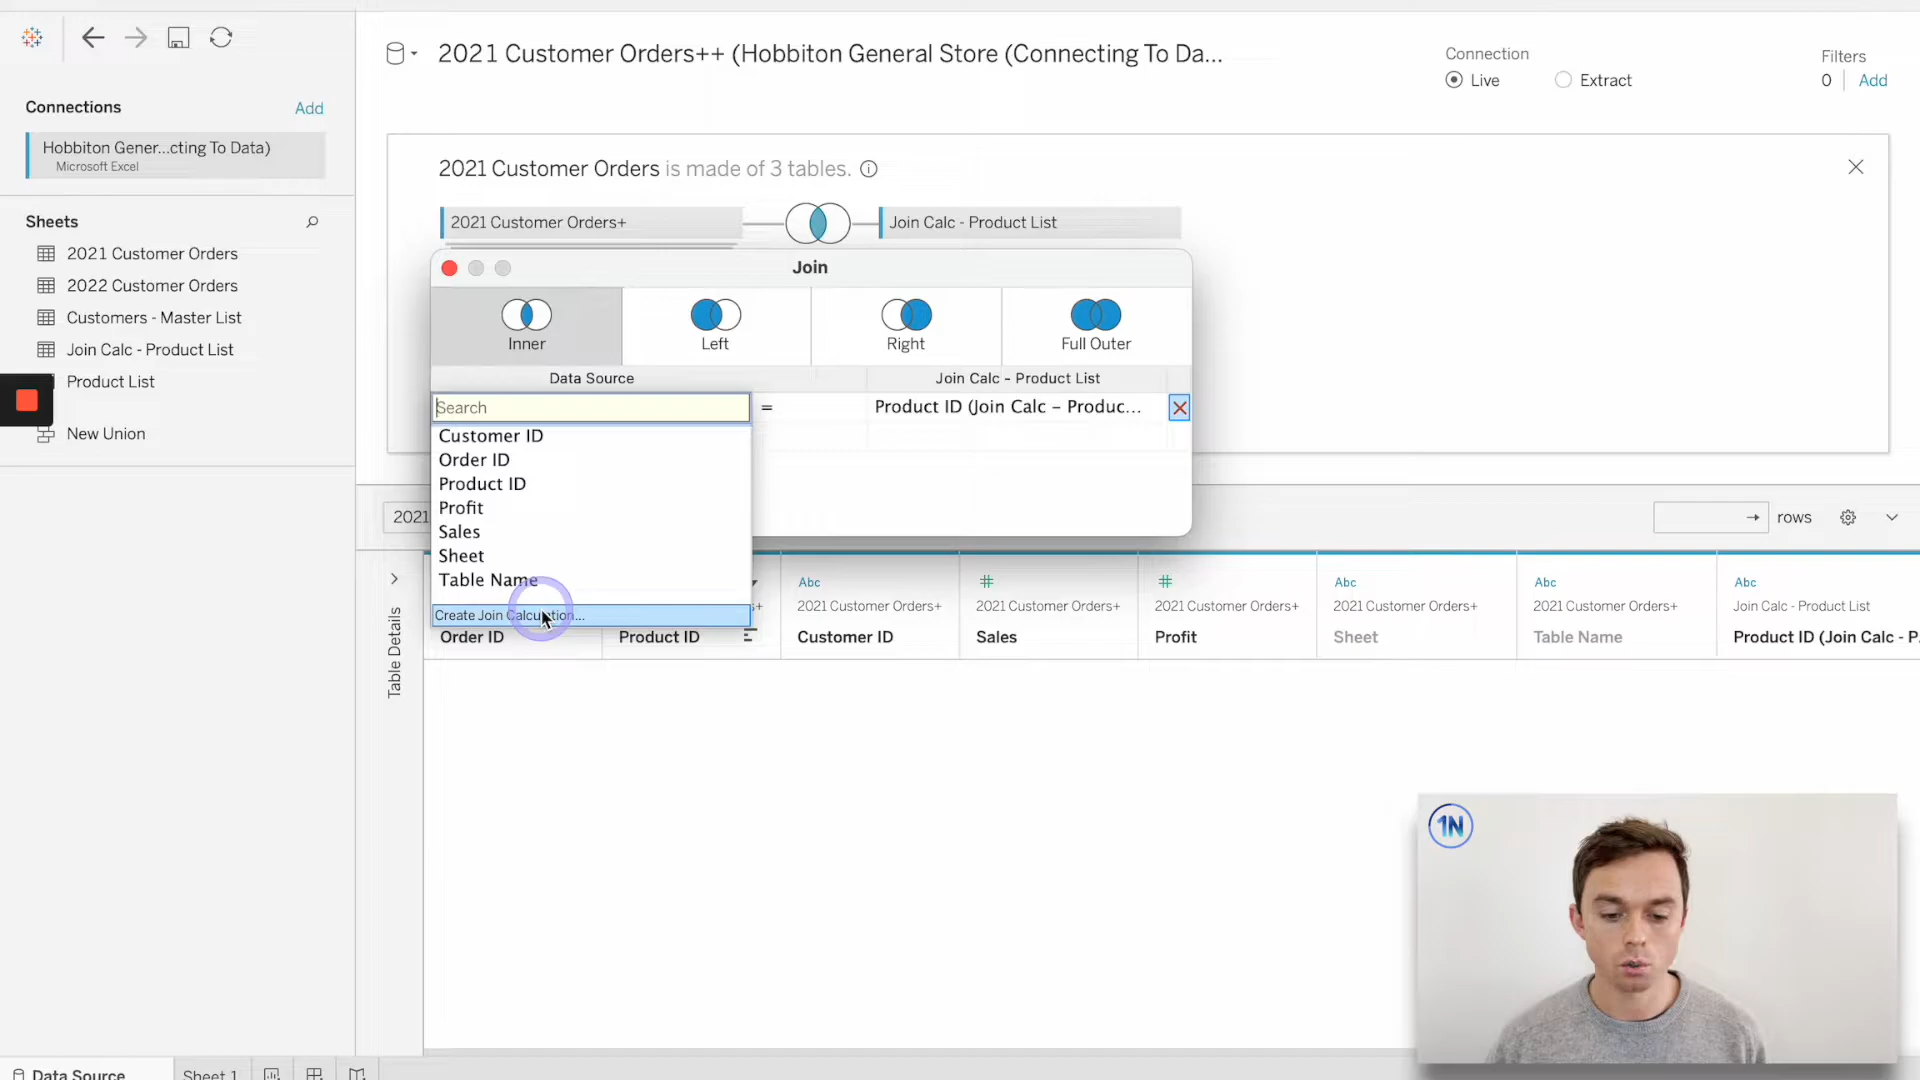 2021 Customer Orders++ (Hobbiton General Store (Connecting To Da...
Connection
Live
Extract
Filters
0
Add
Connections
Add
Hobbiton Gener...cting To Data)
Microsoft Excel
Sheets
2021 Customer Orders
2022 Customer Orders
Customers - Master List
Join Calc - Product List
Product List
New Union
2021 Customer Orders is made of 3 tables.
2021 Customer Orders+
Join Calc - Product List
Join
Inner
Left
Right
Full Outer
Data Source
Join Calc - Product List
Search
=
Product ID (Join Calc – Produc...
Customer ID
Order ID
Product ID
Profit
Sales
Sheet
Table Name
Create Join Calculation...
2021
rows
Table Details
Order ID
Product ID
Abc
2021 Customer Orders+
Customer ID
#
2021 Customer Orders+
Sales
#
2021 Customer Orders+
Profit
Abc
2021 Customer Orders+
Sheet
Abc
2021 Customer Orders+
Table Name
Abc
Join Calc - Product List
Product ID (Join Calc - P
1N
Data Source
Sheet 1